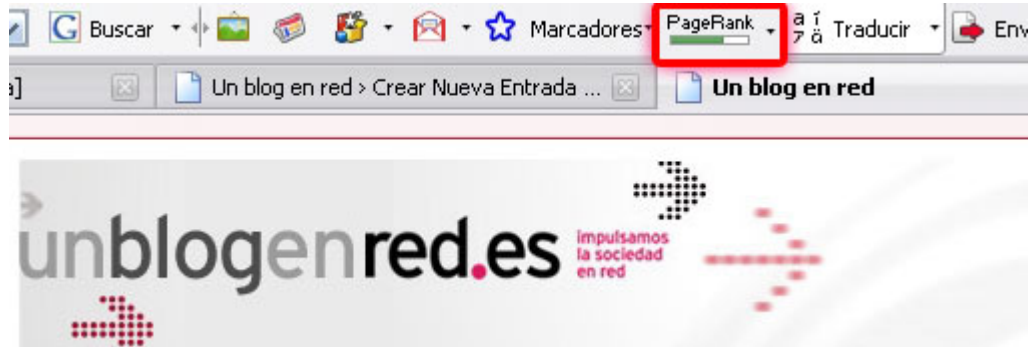 Buscar Marcadores PageRank Traducir Env
a] Un blog en red > Crear Nueva Entrada ... Un blog en red
unblogenred.es
impulsamos
la sociedad
en red